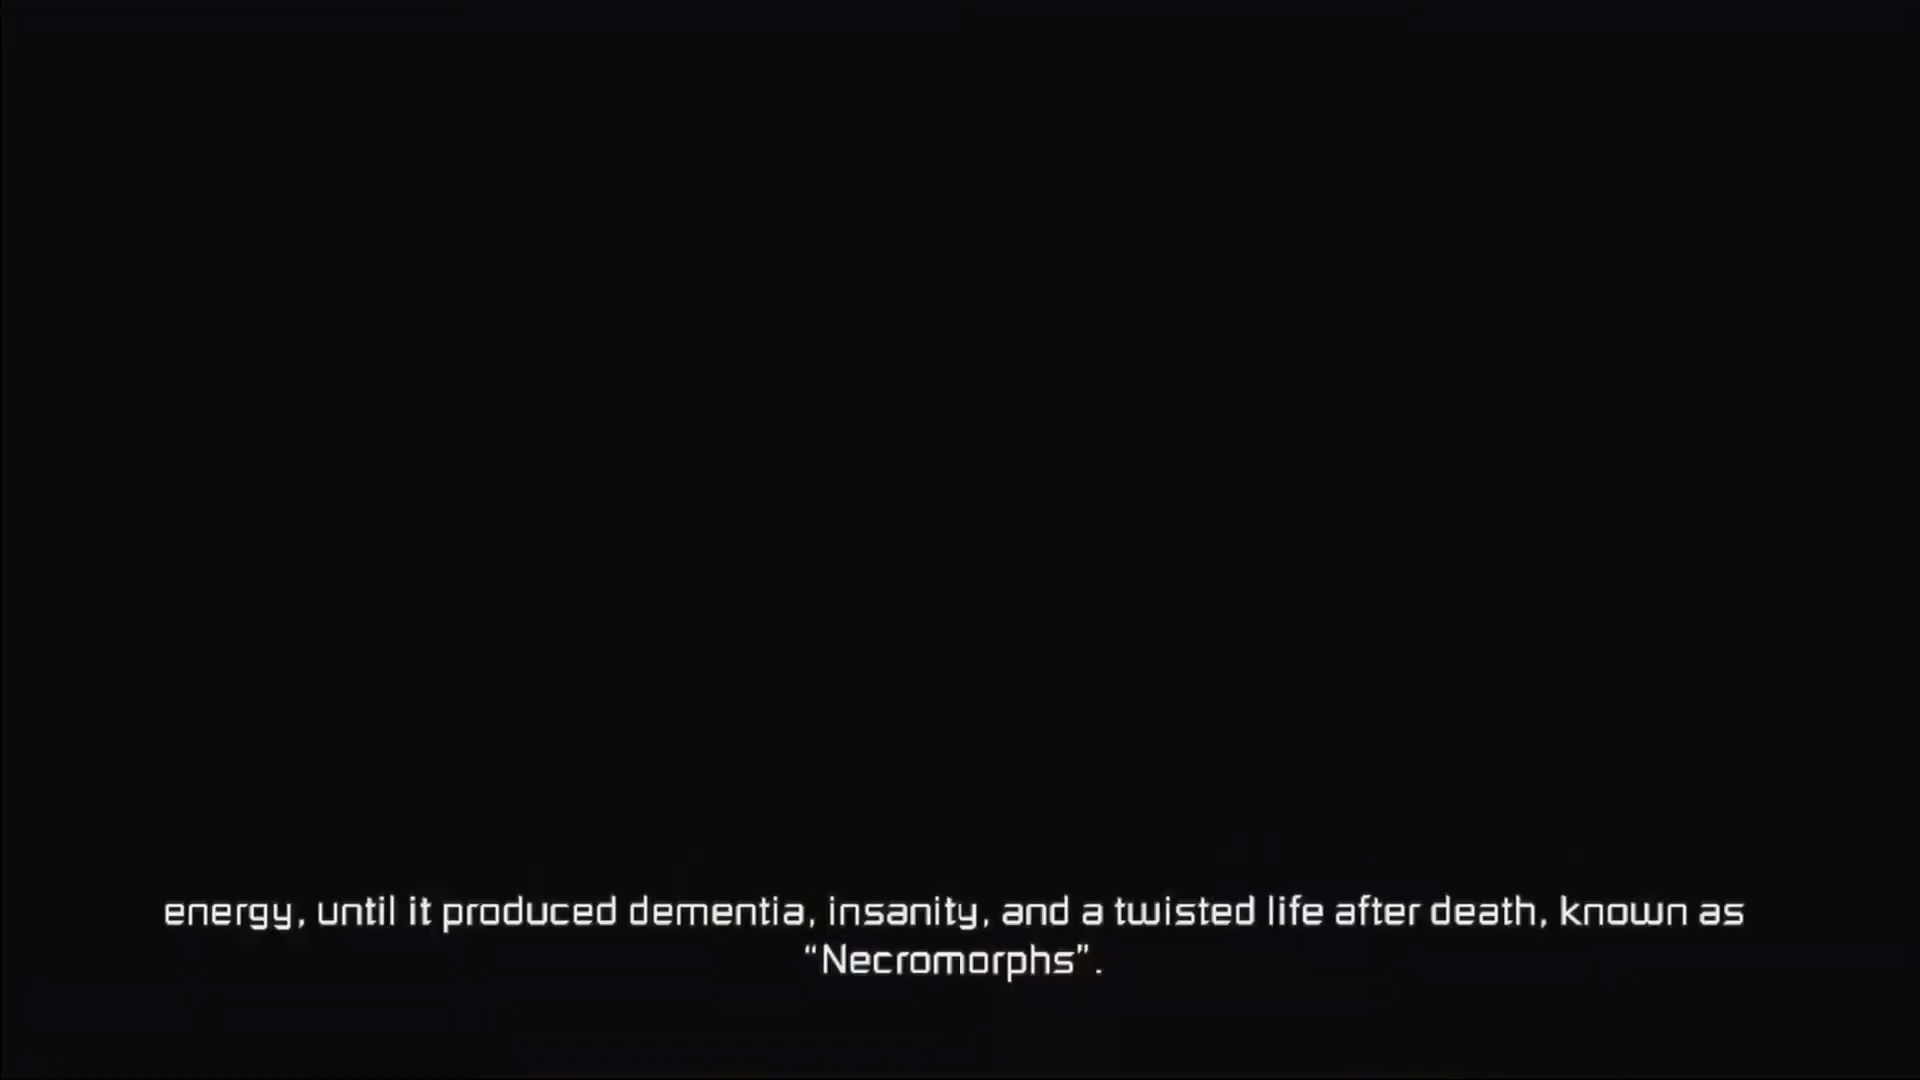 energy, until it produced dementia, insanity, and a twisted life after death, known as
“Necromorphs”.